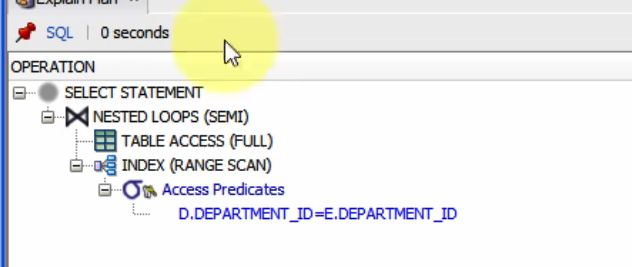 Explain Plan
SQL | 0 seconds
OPERATION
SELECT STATEMENT
NESTED LOOPS (SEMI)
TABLE ACCESS (FULL)
INDEX (RANGE SCAN)
Access Predicates
D.DEPARTMENT_ID=E.DEPARTMENT_ID